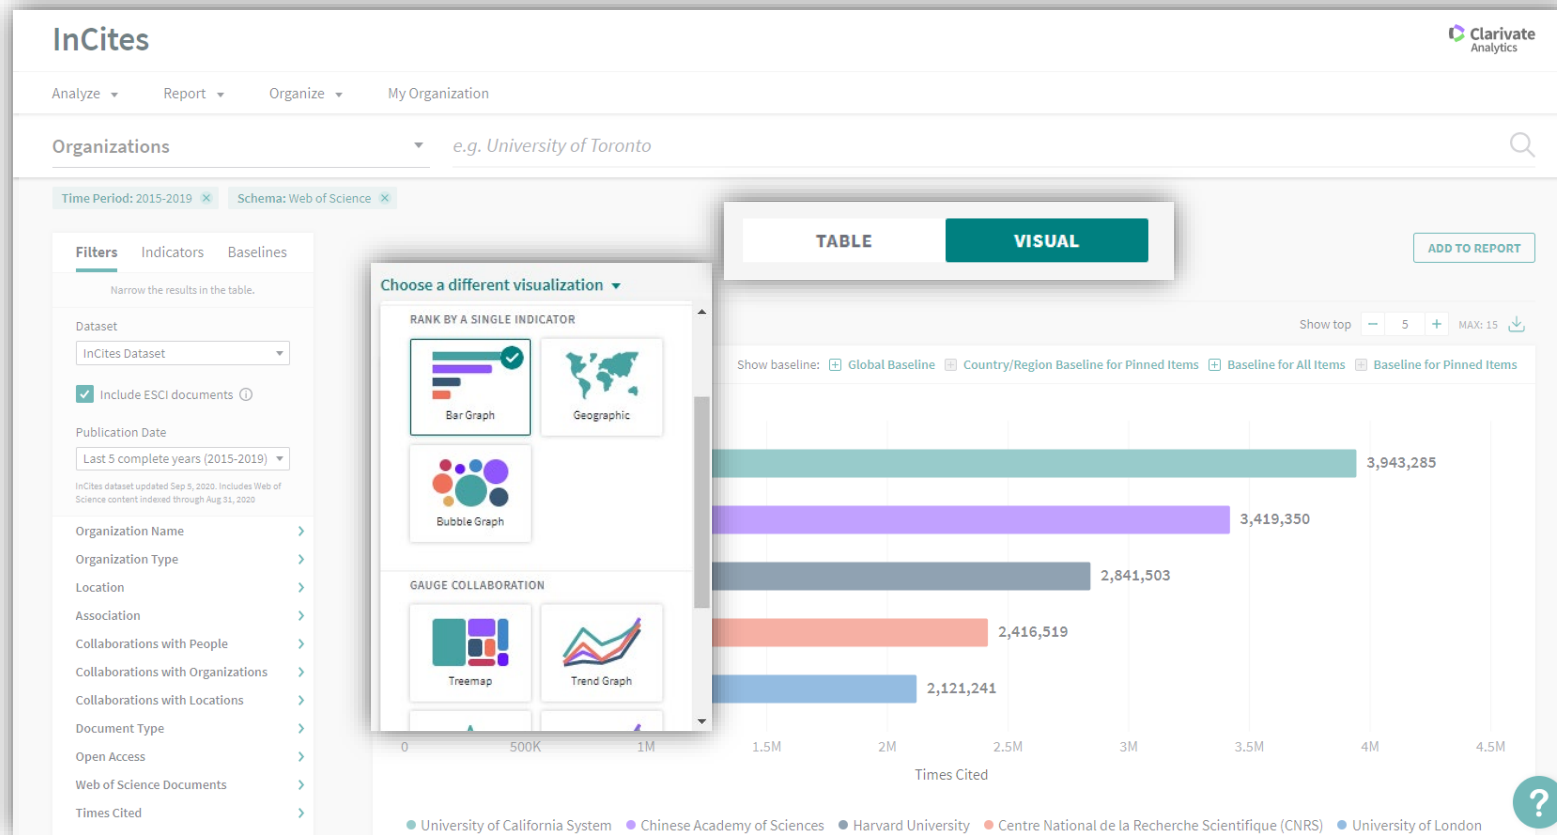 InCites
Clarivate
Analytics
Analyze
Report
Organize
My Organization
Organizations
e.g. University of Toronto
Time Period: 2015-2019
Schema: Web of Science
TABLE
VISUAL
ADD TO REPORT
Filters
Indicators
Baselines
Narrow the results in the table.
Dataset
InCites Dataset
Include ESCI documents
Publication Date
Last 5 complete years (2015-2019)
InCites dataset updated Sep 5, 2020. Includes Web of
Science content indexed through Aug 31, 2020
Organization Name
Organization Type
Location
Association
Collaborations with People
Collaborations with Organizations
Collaborations with Locations
Document Type
Open Access
Web of Science Documents
Times Cited
Choose a different visualization
RANK BY A SINGLE INDICATOR
Bar Graph
Geographic
Bubble Graph
GAUGE COLLABORATION
Treemap
Trend Graph
Show top
5
MAX: 15
Show baseline: Global Baseline Country/Region Baseline for Pinned Items Baseline for All Items Baseline for Pinned Items
3,943,285
3,419,350
2,841,503
2,416,519
2,121,241
0 500K 1M 1.5M 2M 2.5M 3M 3.5M 4M 4.5M
Times Cited
University of California System Chinese Academy of Sciences Harvard University Centre National de la Recherche Scientifique (CNRS) University of London
?